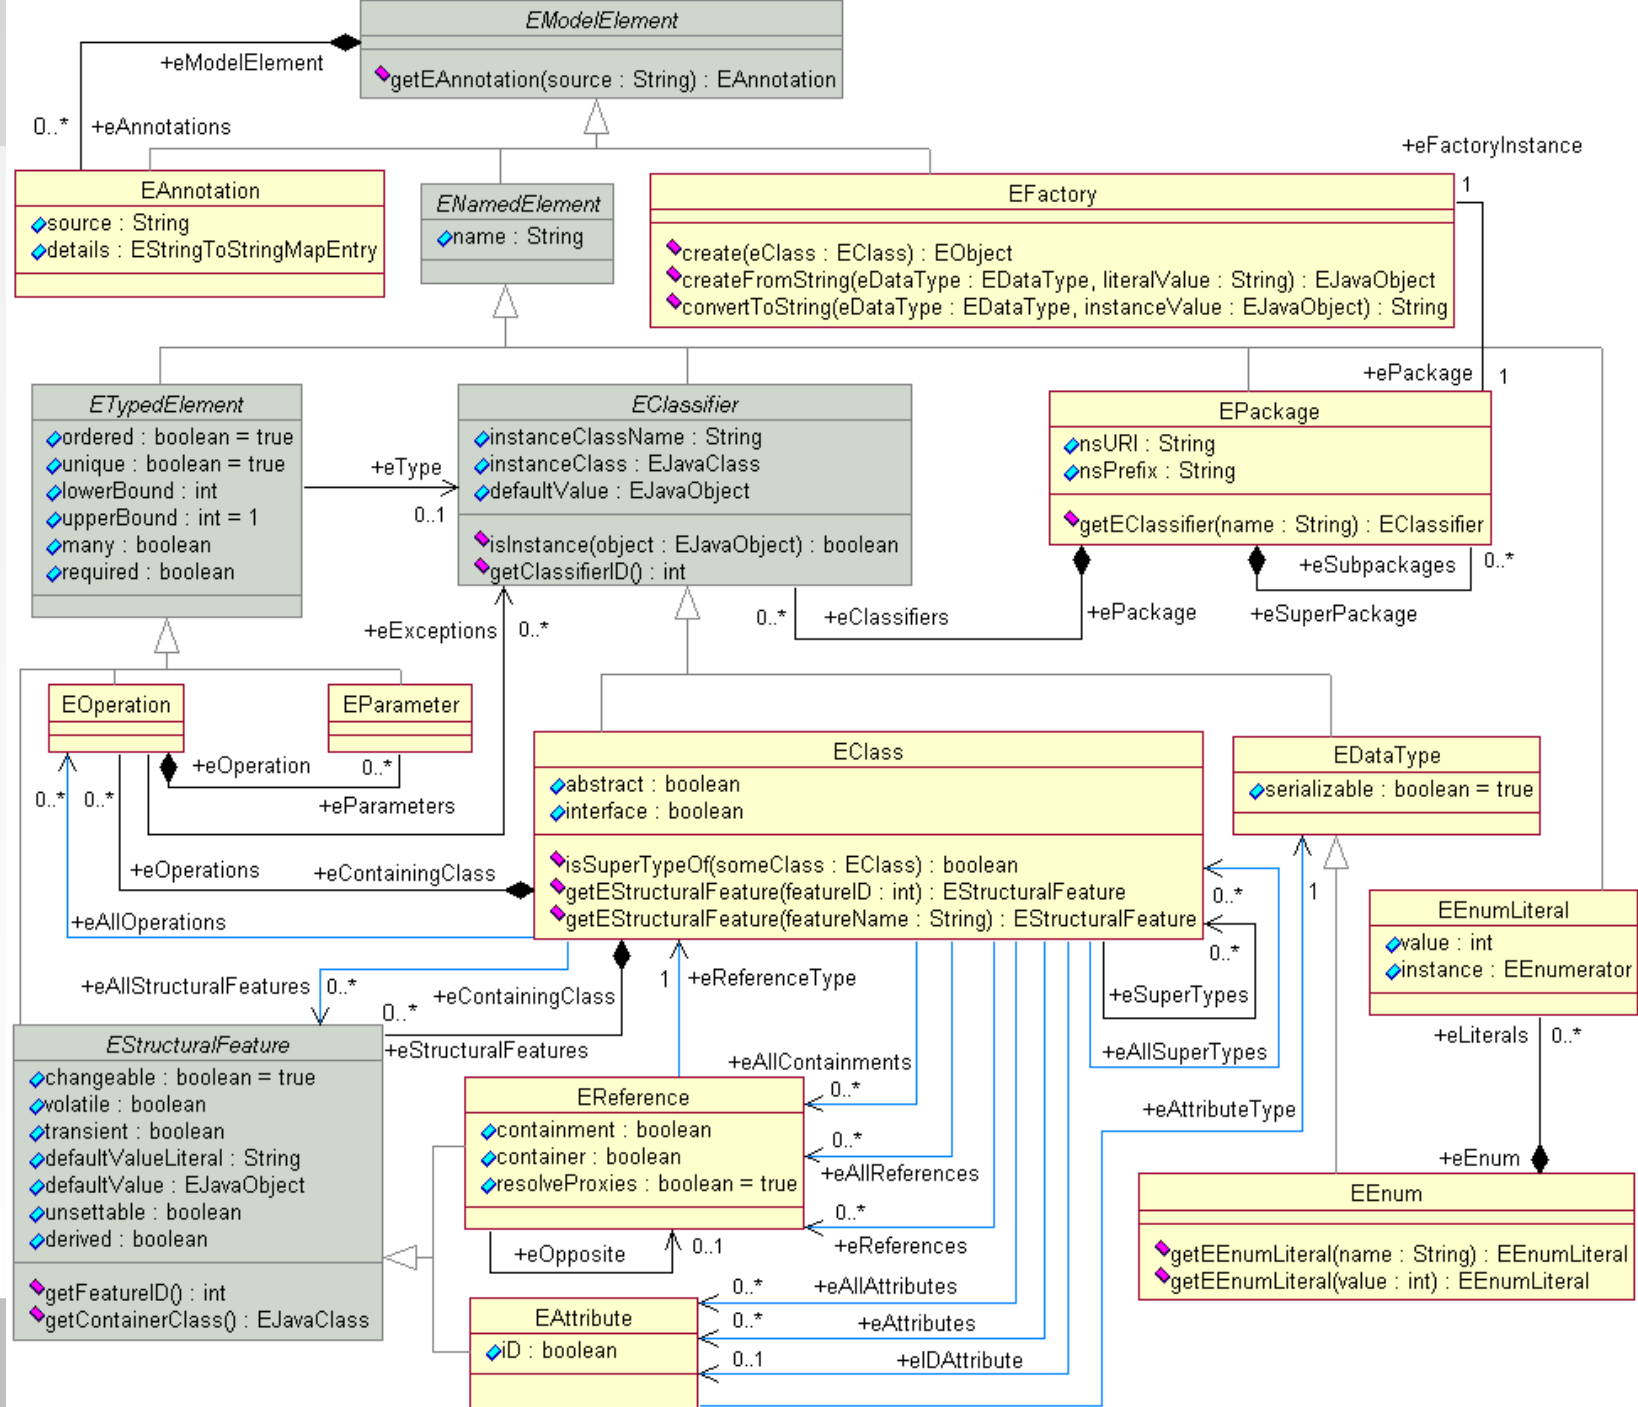 EModelElement
getEAnnotation(source : String) : EAnnotation
+eModelElement
0..*
+eAnnotations
+eFactoryInstance
1
EAnnotation
source : String
details : EStringToStringMapEntry
ENamedElement
name : String
EFactory
create(eClass : EClass) : EObject
createFromString(eDataType : EDataType, literalValue : String) : EJavaObject
convertToString(eDataType : EDataType, instanceValue : EJavaObject) : String
+ePackage
1
ETypedElement
ordered : boolean = true
unique : boolean = true
lowerBound : int
upperBound : int = 1
many : boolean
required : boolean
+eType
0..1
EClassifier
instanceClassName : String
instanceClass : EJavaClass
defaultValue : EJavaObject
isInstance(object : EJavaObject) : boolean
getClassifierID() : int
EPackage
nsURI : String
nsPrefix : String
getEClassifier(name : String) : EClassifier
+eSubpackages
0..*
+eSuperPackage
+ePackage
0..*
+eClassifiers
+eExceptions
0..*
EOperation
EParameter
+eOperation
0..*
+eParameters
0..*
0..*
+eOperations
+eContainingClass
+eAllOperations
EClass
abstract : boolean
interface : boolean
isSuperTypeOf(someClass : EClass) : boolean
getEStructuralFeature(featureID : int) : EStructuralFeature
getEStructuralFeature(featureName : String) : EStructuralFeature
EDataType
serializable : boolean = true
0..*
1
0..*
+eSuperTypes
+eAllSuperTypes
EEnumLiteral
value : int
instance : EEnumerator
+eLiterals
0..*
+eAllStructuralFeatures
0..*
0..*
+eContainingClass
+eStructuralFeatures
1
+eReferenceType
EStructuralFeature
changeable : boolean = true
volatile : boolean
transient : boolean
defaultValueLiteral : String
defaultValue : EJavaObject
unsettable : boolean
derived : boolean
getFeatureID() : int
getContainerClass() : EJavaClass
+eAllContainments
0..*
EReference
containment : boolean
container : boolean
resolveProxies : boolean = true
0..*
+eAllReferences
0..*
+eReferences
+eOpposite
0..1
+eAttributeType
+eEnum
EEnum
getEEnumLiteral(name : String) : EEnumLiteral
getEEnumLiteral(value : int) : EEnumLiteral
0..*
+eAllAttributes
0..*
+eAttributes
0..1
+eIDAttribute
EAttribute
iD : boolean